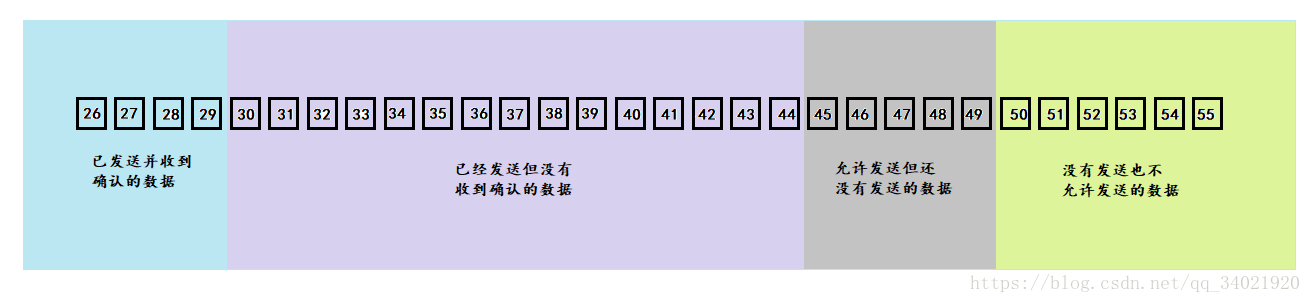 26 27 28 29 30 31 32 33 34 35 36 37 38 39 40 41 42 43 44 45 46 47 48 49 50 51 52 53 54 55
已发送并收到
确认的数据
已经发送但没有
收到确认的数据
允许发送但还
没有发送的数据
没有发送也不
允许发送的数据
https://blog.csdn.net/qq_34021920